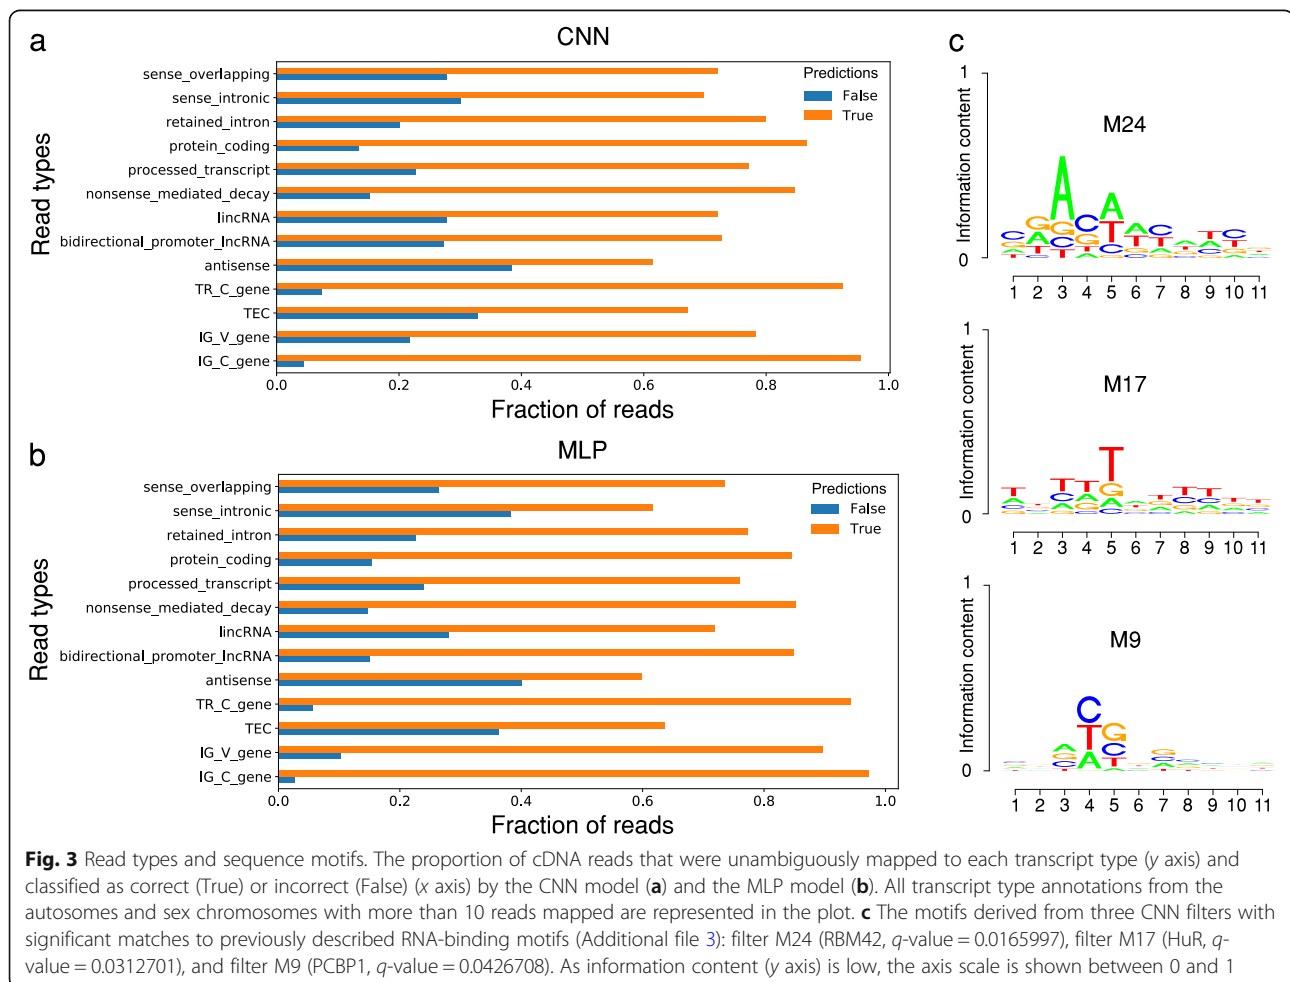 a
CNN
Read types
sense_overlapping
sense_intronic
retained_intron
protein_coding
processed_transcript
nonsense_mediated_decay
lincRNA
bidirectional_promoter_lncRNA
antisense
TR_C_gene
TEC
IG_V_gene
IG_C_gene
Predictions
False
True
0.0 0.2 0.4 0.6 0.8 1.0
Fraction of reads
b
MLP
Read types
sense_overlapping
sense_intronic
retained_intron
protein_coding
processed_transcript
nonsense_mediated_decay
lincRNA
bidirectional_promoter_lncRNA
antisense
TR_C_gene
TEC
IG_V_gene
IG_C_gene
Predictions
False
True
0.0 0.2 0.4 0.6 0.8 1.0
Fraction of reads
c
Information content
1
0
M24
1 2 3 4 5 6 7 8 9 10 11
Information content
1
0
M17
1 2 3 4 5 6 7 8 9 10 11
Information content
1
0
M9
1 2 3 4 5 6 7 8 9 10 11
Fig. 3 Read types and sequence motifs. The proportion of cDNA reads that were unambiguously mapped to each transcript type (y axis) and
classified as correct (True) or incorrect (False) (x axis) by the CNN model (a) and the MLP model (b). All transcript type annotations from the
autosomes and sex chromosomes with more than 10 reads mapped are represented in the plot. c The motifs derived from three CNN filters with
significant matches to previously described RNA-binding motifs (Additional file 3): filter M24 (RBM42, q-value = 0.0165997), filter M17 (HuR, q-
value = 0.0312701), and filter M9 (PCBP1, q-value = 0.0426708). As information content (y axis) is low, the axis scale is shown between 0 and 1